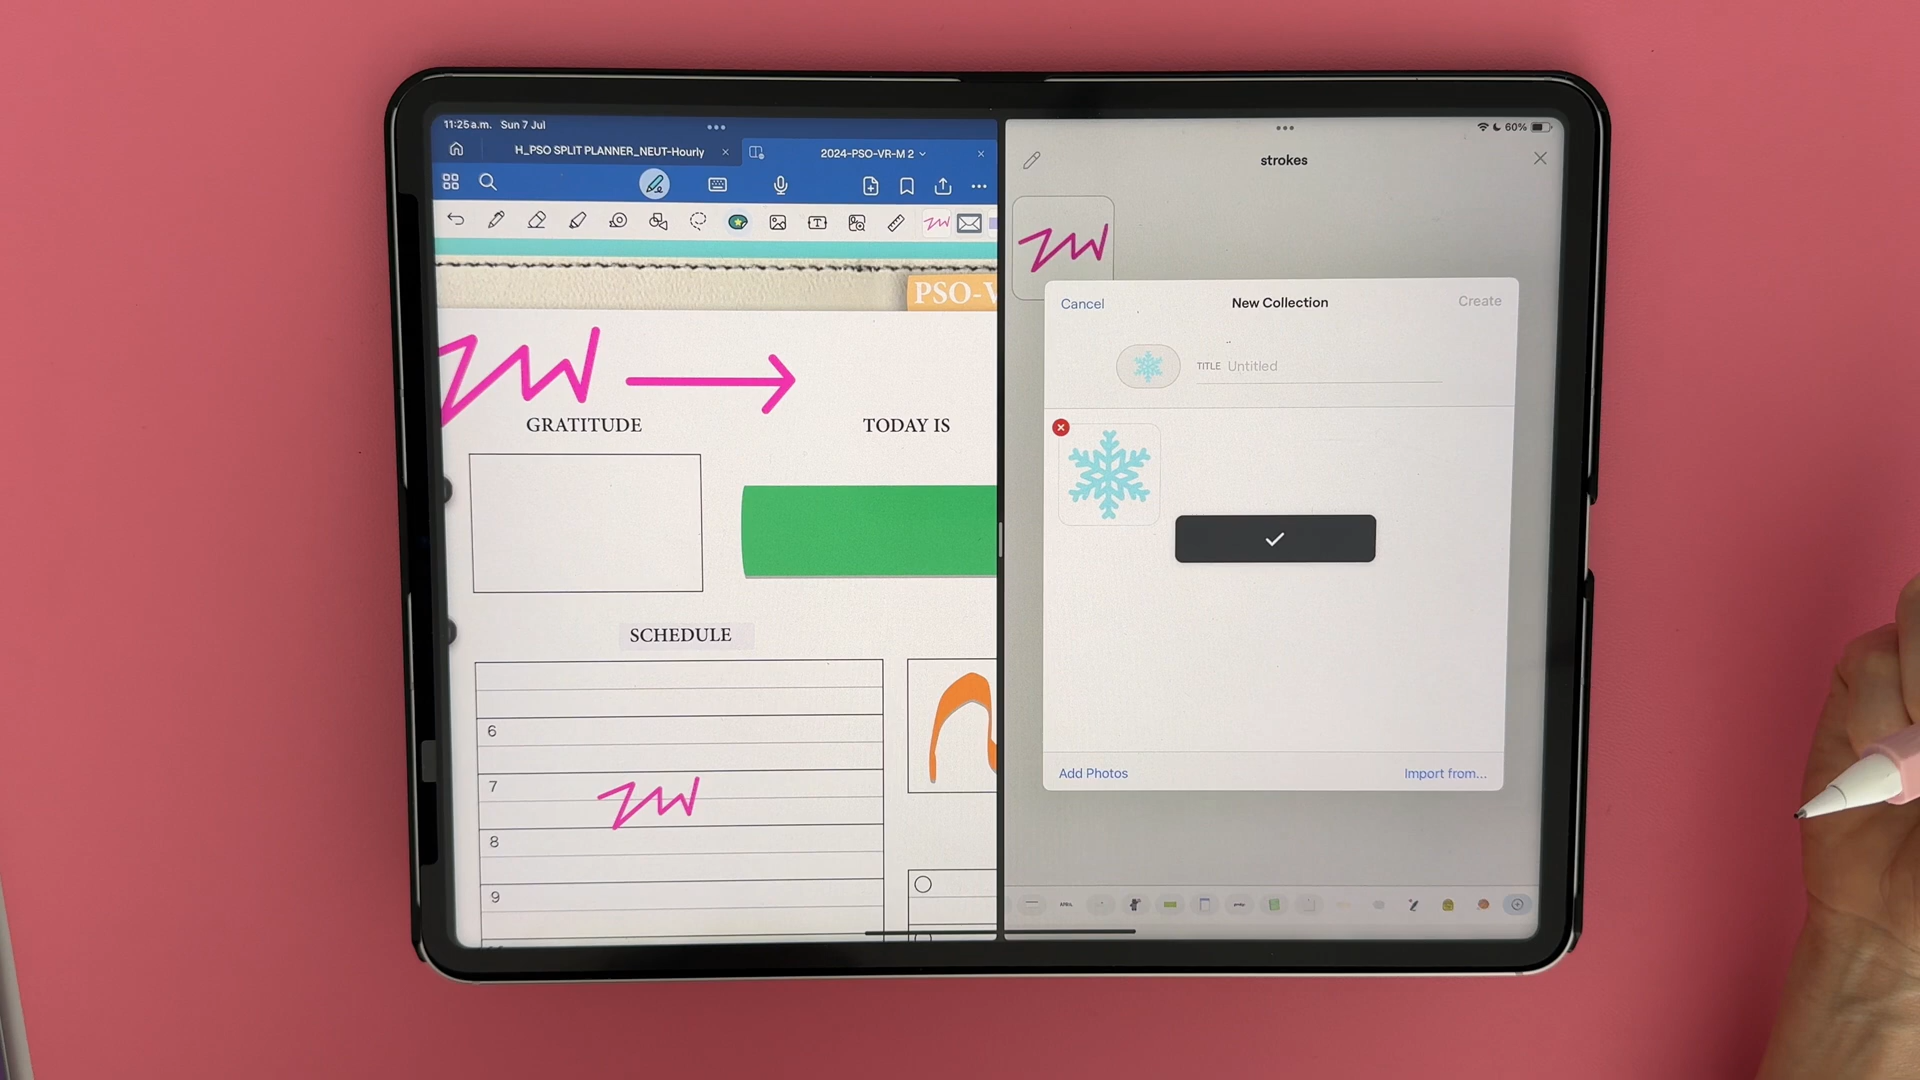 11:25 a.m. Sun 7 Jul
60%
H_PSO SPLIT PLANNER_NEUT-Hourly
2024-PSO-VR-M 2
strokes
PSO-V
Cancel
New Collection
Create
TITLE Untitled
GRATITUDE
TODAY IS
SCHEDULE
6
7
8
9
Add Photos
Import from...
APRIL